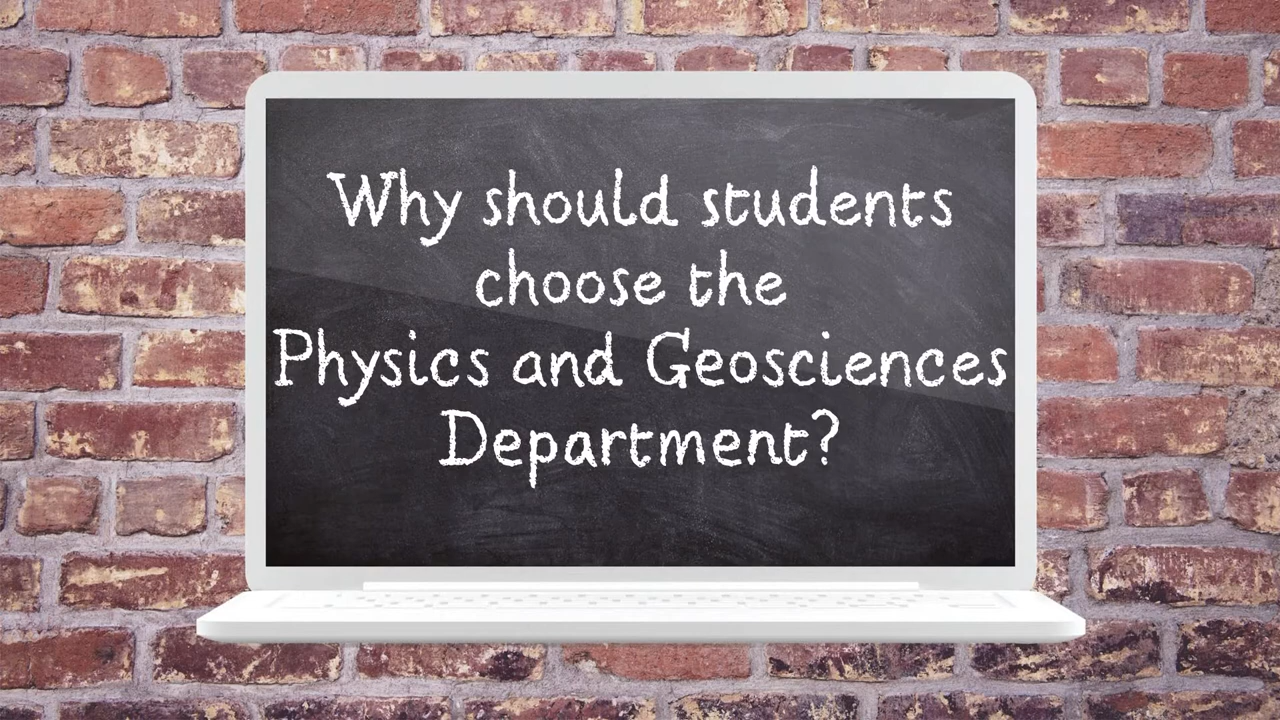 Why should students
choose the
Physics and Geosciences
Department?